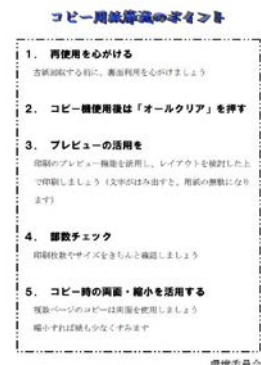 コピー用紙節減のポイント
1. 再使用を心がける
古紙回収する前に、裏面利用を心がけましょう
2. コピー機使用後は「オールクリア」を押す
3. プレビューの活用を
印刷のプレビュー機能を活用し、レイアウトを検討した上
で印刷しましょう（文字がはみ出すと、用紙の無駄になり
ます）
4. 部数チェック
印刷枚数やサイズをきちんと確認しましょう
5. コピー時の両面・縮小を活用する
複数ページのコピーは両面を使用しましょう
縮小すれば紙も少なくすみます
環境委員会